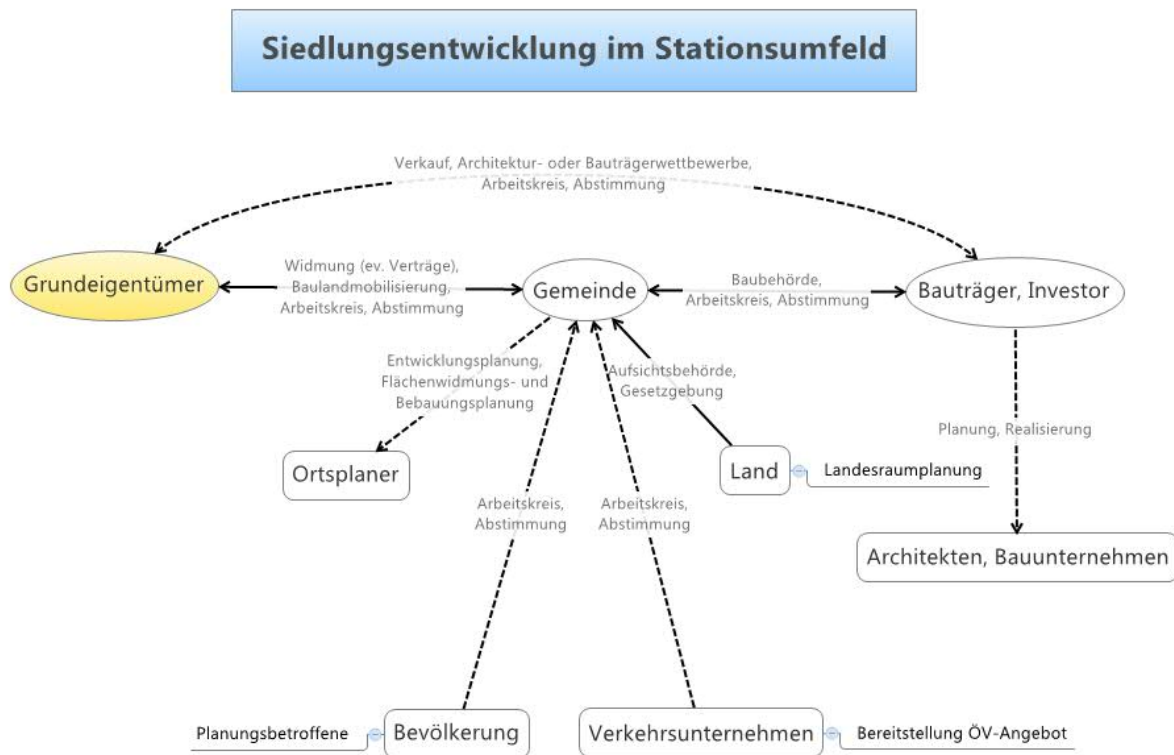 Siedlungsentwicklung im Stationsumfeld
Verkauf, Architektur- oder Bauträgerwettbewerbe,
Arbeitskreis, Abstimmung
Grundeigentümer
Widmung (ev. Verträge),
Baulandmobilisierung,
Arbeitskreis, Abstimmung
Gemeinde
Baubehörde,
Arbeitskreis, Abstimmung
Bauträger, Investor
Entwicklungsplanung,
Flächenwidmungs- und
Bebauungsplanung
Aufsichtsbehörde,
Gesetzgebung
Planung, Realisierung
Ortsplaner
Land
Landesraumplanung
Arbeitskreis,
Abstimmung
Arbeitskreis,
Abstimmung
Architekten, Bauunternehmen
Planungsbetroffene
Bevölkerung
Verkehrsunternehmen
Bereitstellung ÖV-Angebot